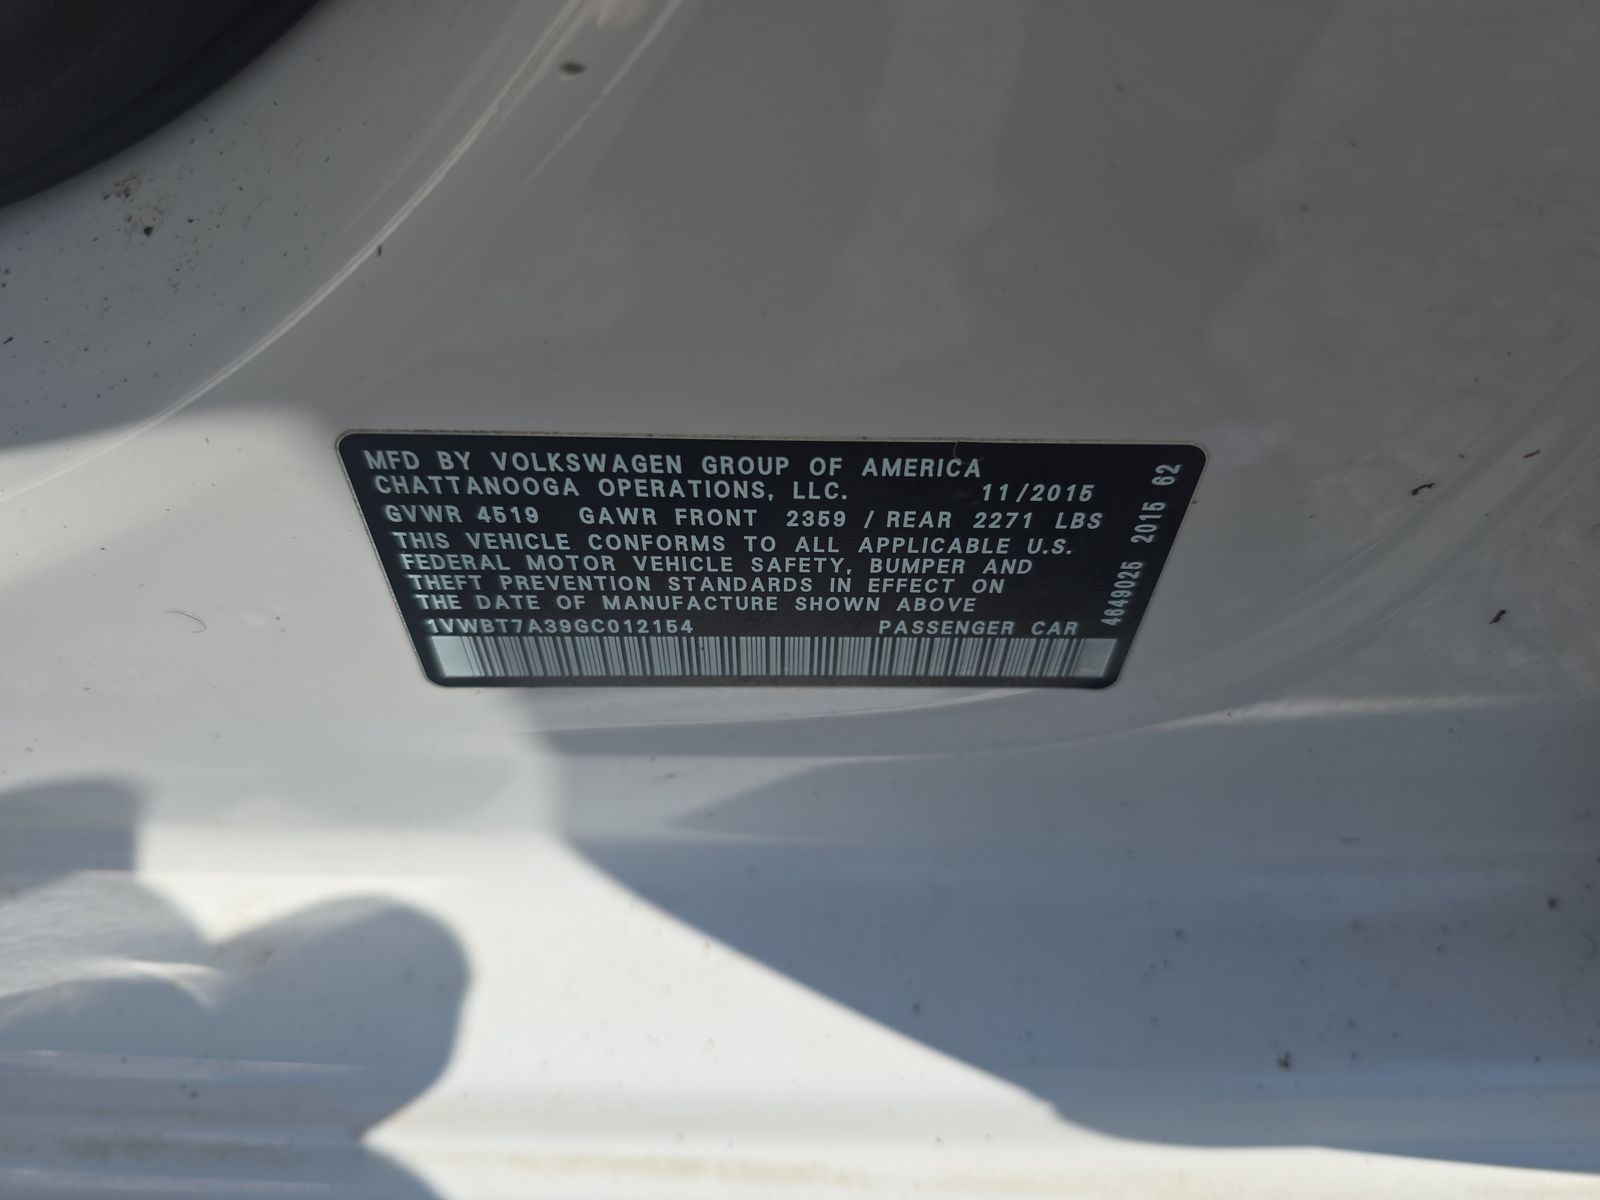 MFD BY VOLKSWAGEN GROUP OF AMERICA
CHATTANOOGA OPERATIONS, LLC. 11/2015
GVWR 4519 GAWR FRONT 2359 / REAR 2271 LBS
THIS VEHICLE CONFORMS TO ALL APPLICABLE U.S.
FEDERAL MOTOR VEHICLE SAFETY, BUMPER AND
THEFT PREVENTION STANDARDS IN EFFECT ON
THE DATE OF MANUFACTURE SHOWN ABOVE
1VWBT7A39GC012154 PASSENGER CAR
4649025 2015 62